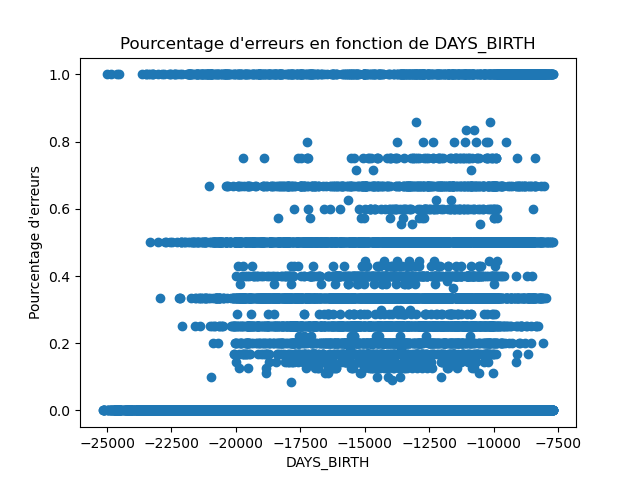 Pourcentage d'erreurs en fonction de DAYS_BIRTH
1.0
0.8
0.6
0.4
0.2
0.0
Pourcentage d'erreurs
−25000 −22500 −20000 −17500 −15000 −12500 −10000 −7500
DAYS_BIRTH